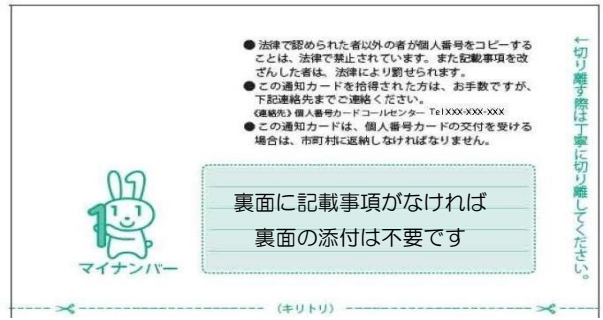 ● 法律で認められた者以外の者が個人番号をコピーする
ことは、法律で禁止されています。また記載事項を改
ざんした者は、法律により罰せられます。
● この通知カードを拾得された方は、お手数ですが、
下記連絡先までご連絡ください。
《連絡先》個人番号カードコールセンター Tel XXX-XXX-XXX
● この通知カードは、個人番号カードの交付を受ける
場合は、市町村に返納しなければなりません。
←切り離す際は丁寧に切り離してください。
裏面に記載事項がなければ
裏面の添付は不要です
1
マイナンバー
(キリトリ)